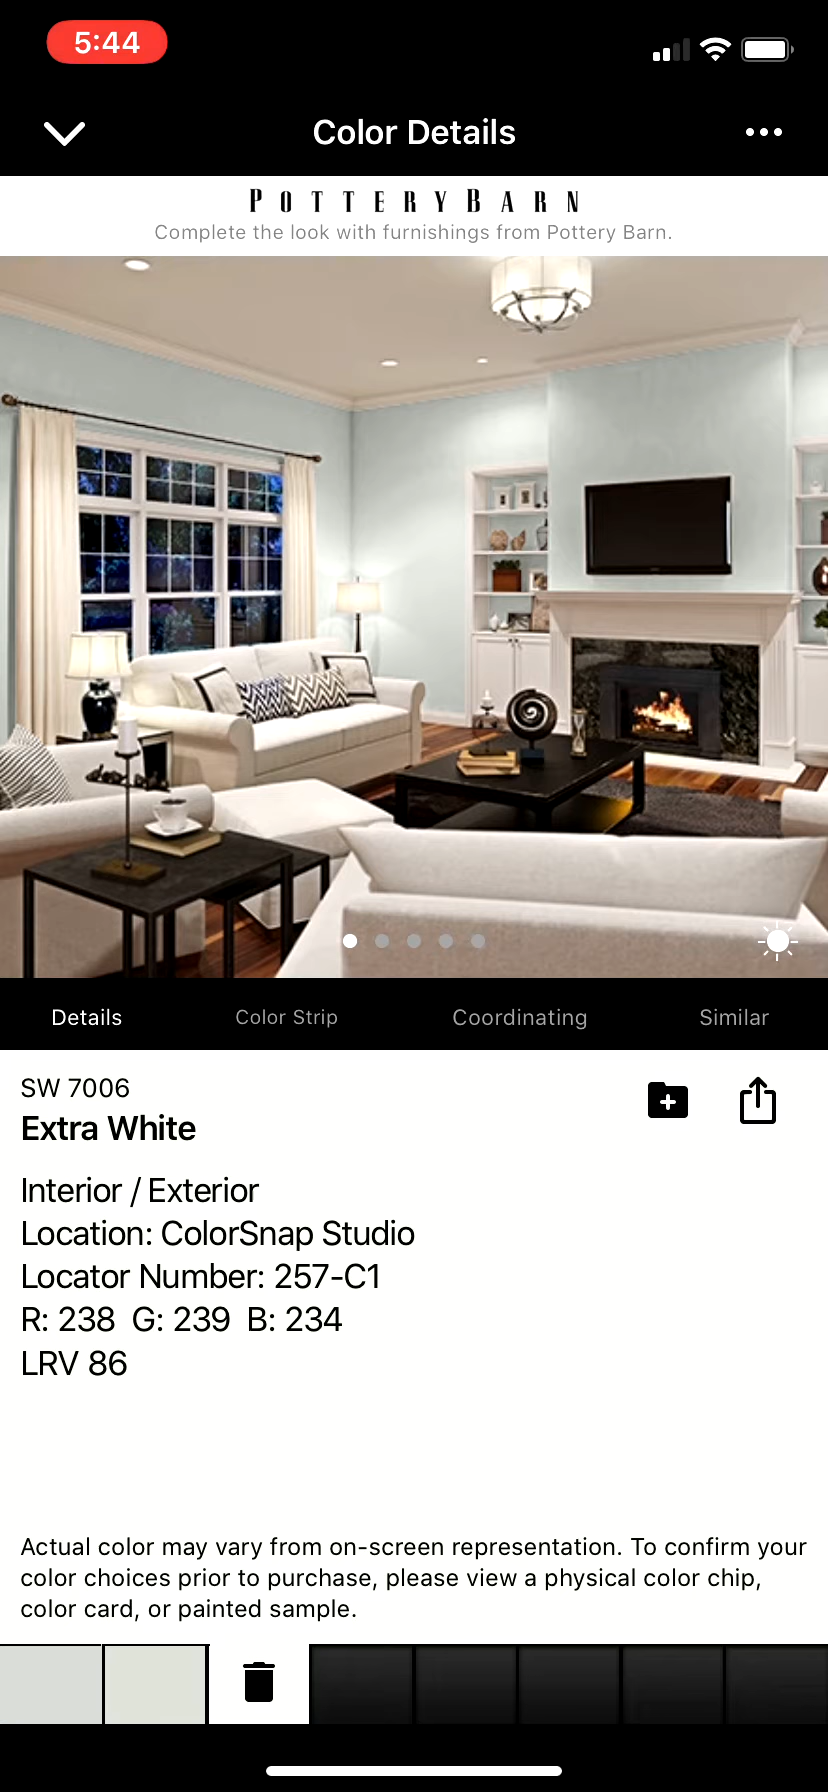 5:44
Color Details
POTTERYBARN
Complete the look with furnishings from Pottery Barn.
Details Color Strip Coordinating Similar
SW 7006
Extra White
Interior / Exterior
Location: ColorSnap Studio
Locator Number: 257-C1
R: 238 G: 239 B: 234
LRV 86
Actual color may vary from on-screen representation. To confirm your
color choices prior to purchase, please view a physical color chip,
color card, or painted sample.